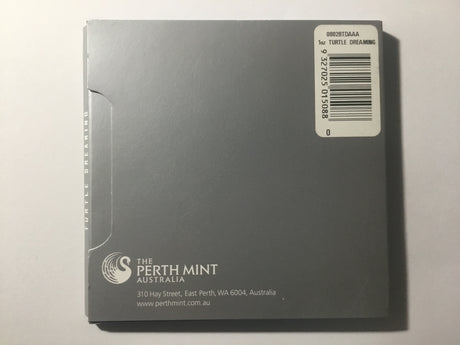 0802BTDAAA
1oz TURTLE DREAMING
9 327025 015088
0
TURTLE DREAMING
THE
PERTH MINT
AUSTRALIA
310 Hay Street, East Perth, WA 6004, Australia
www.perthmint.com.au